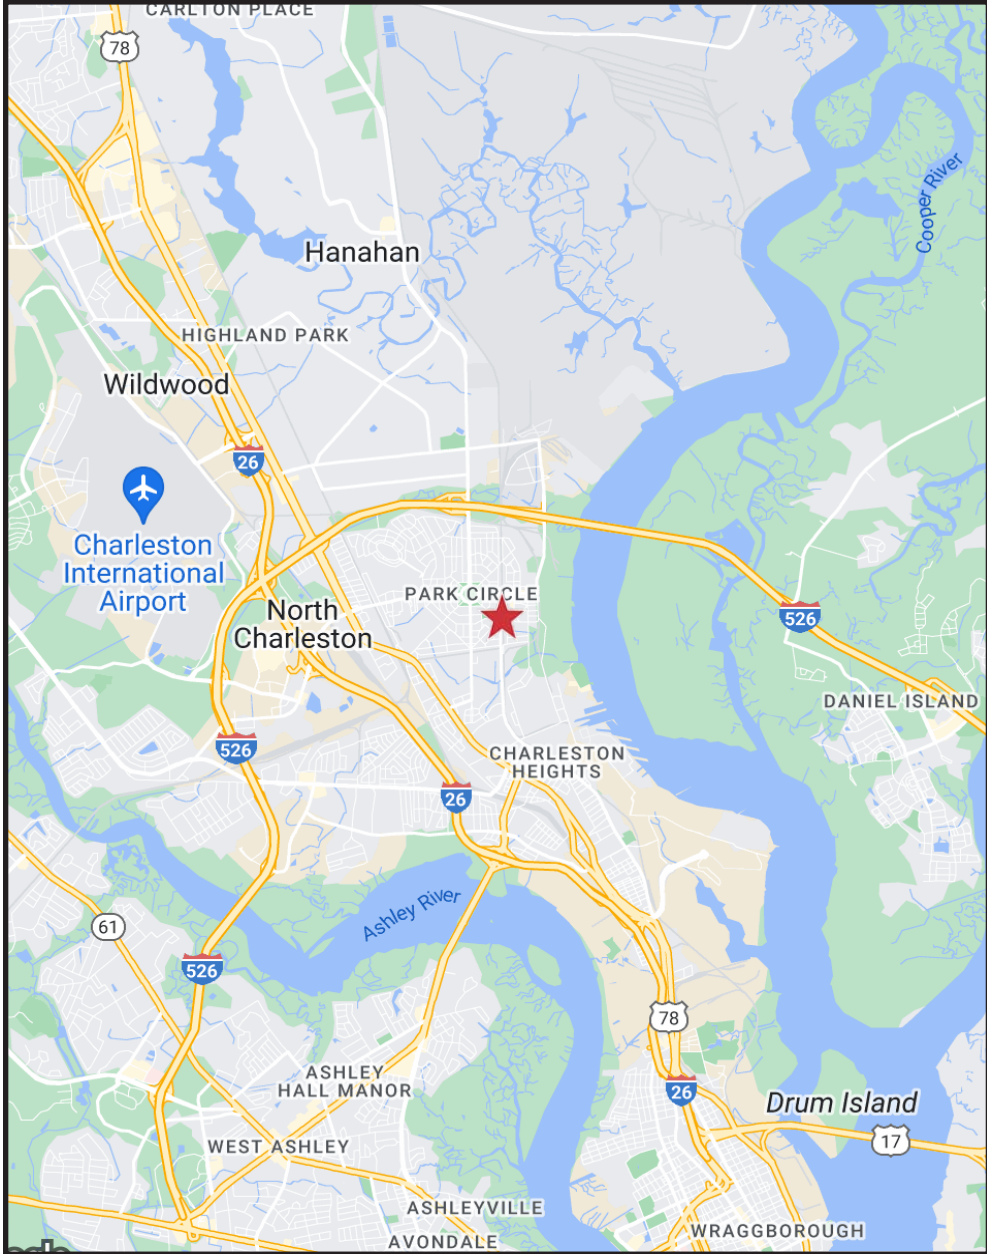 CARLTON PLACE
78
Cooper River
Hanahan
HIGHLAND PARK
Wildwood
26
Charleston
International
Airport
PARK CIRCLE
North
Charleston
526
DANIEL ISLAND
526
CHARLESTON
HEIGHTS
26
Ashley River
61
526
78
ASHLEY
HALL MANOR
26
Drum Island
17
WEST ASHLEY
ASHLEYVILLE
WRAGGBOROUGH
AVONDALE